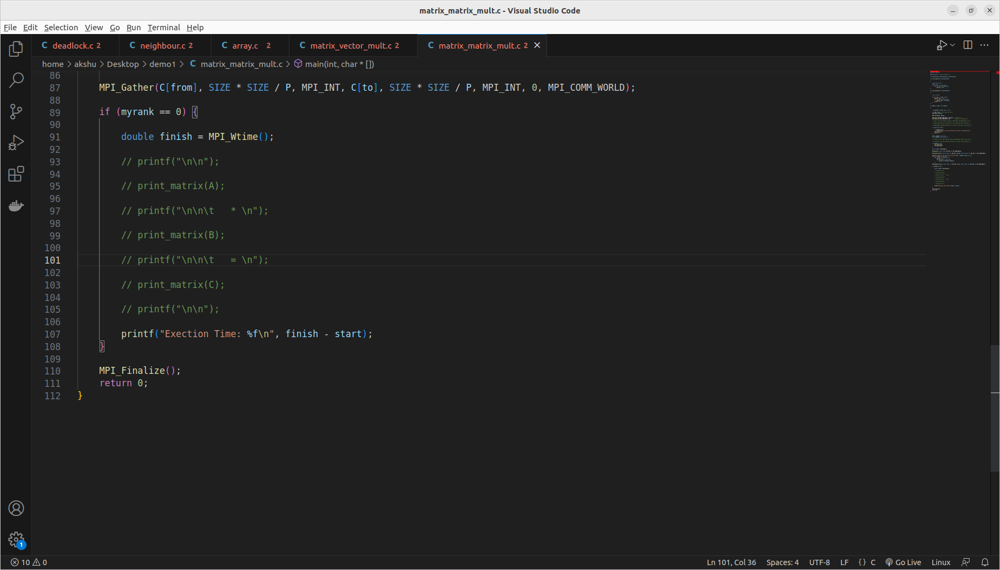 matrix_matrix_mult.c - Visual Studio Code
File Edit Selection View Go Run Terminal Help
C deadlock.c 2 C neighbour.c 2 C array.c 2 C matrix_vector_mult.c 2 C matrix_matrix_mult.c 2
home > akshu > Desktop > demo1 > C matrix_matrix_mult.c > main(int, char * [])
86
87 MPI_Gather(C[from], SIZE * SIZE / P, MPI_INT, C[to], SIZE * SIZE / P, MPI_INT, 0, MPI_COMM_WORLD);
88
89 if (myrank == 0) {
90
91 double finish = MPI_Wtime();
92
93 // printf("\n\n");
94
95 // print_matrix(A);
96
97 // printf("\n\n\t   * \n");
98
99 // print_matrix(B);
100
101 // printf("\n\n\t   = \n");
102
103 // print_matrix(C);
104
105 // printf("\n\n");
106
107 printf("Exection Time: %f\n", finish - start);
108 }
109
110 MPI_Finalize();
111 return 0;
112 }
1
10 0 Ln 101, Col 36 Spaces: 4 UTF-8 LF {} C Go Live Linux